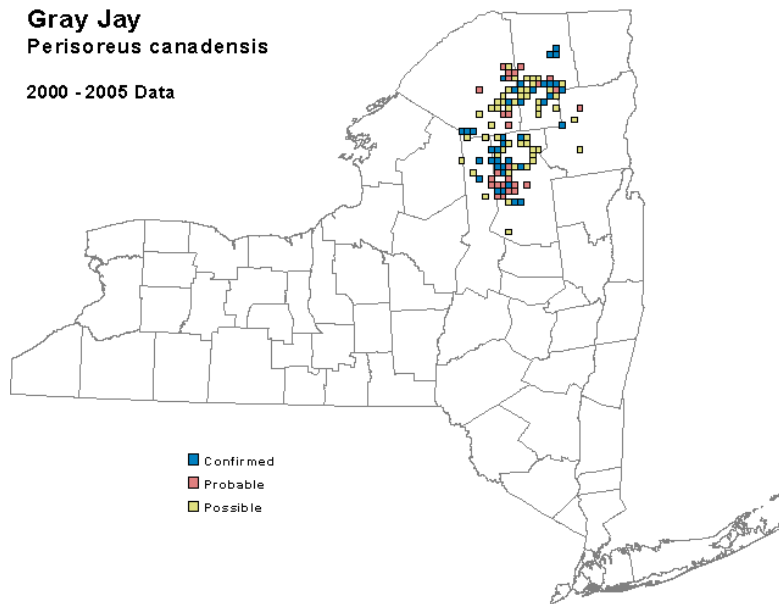 Gray Jay
Perisoreus canadensis
2000 - 2005 Data
Confirmed
Probable
Possible